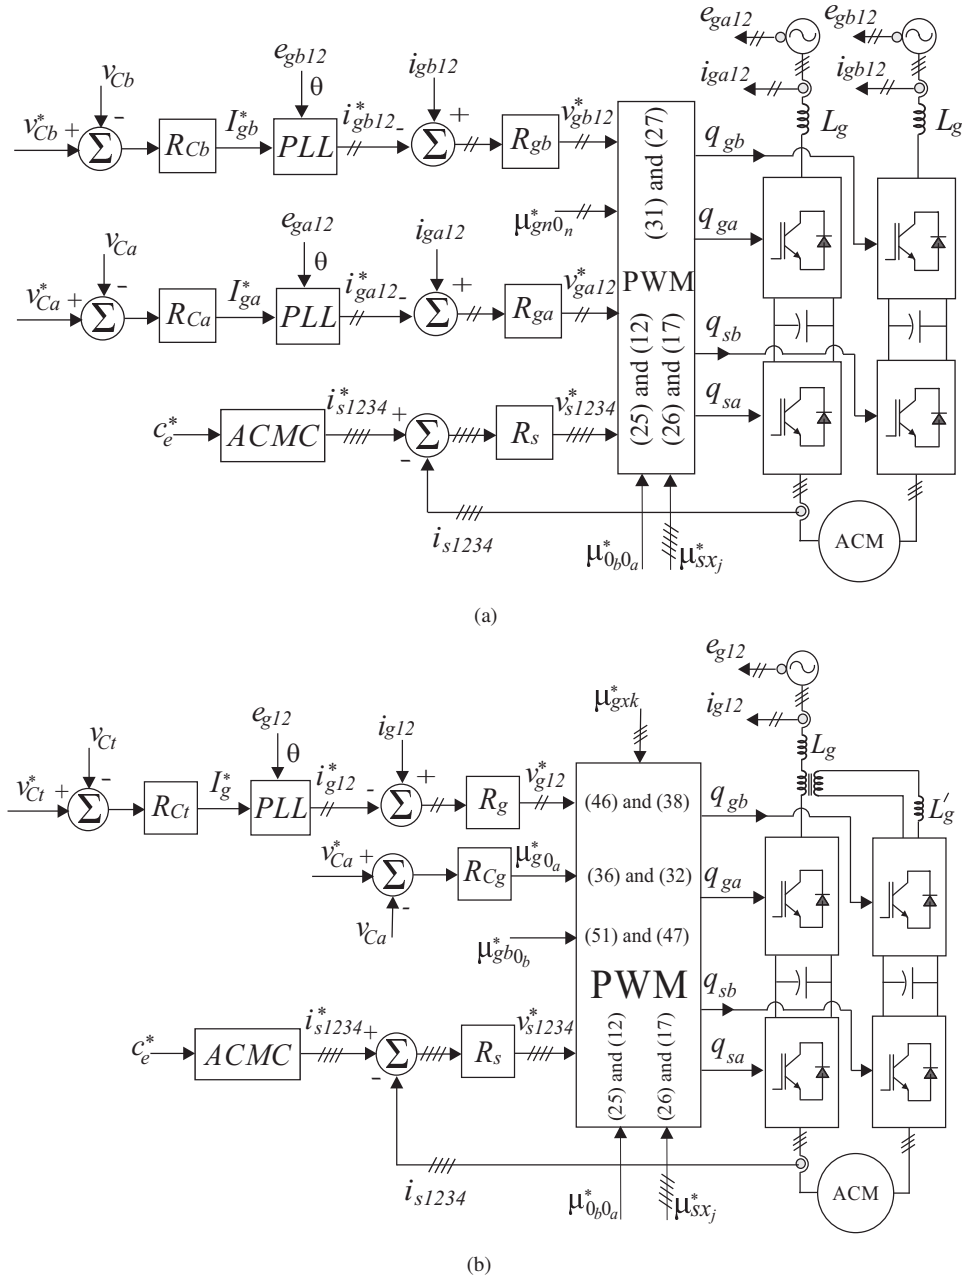 e_ga12
e_gb12
i_ga12
i_gb12
L_g
L_g
v_Cb
v*_Cb + - Σ
R_Cb
I*_gb
e_gb12
θ
PLL
i*_gb12 -
i_gb12
+ Σ
R_gb
v*_gb12
(31) and (27)
q_gb
μ*_gn0_n
q_ga
v_Ca
v*_Ca + - Σ
R_Ca
I*_ga
e_ga12
θ
PLL
i*_ga12 -
i_ga12
+ Σ
R_ga
v*_ga12
PWM
(25) and (12)
(26) and (17)
q_sb
q_sa
c*_e
ACMC
i*_s1234 + Σ -
R_s
v*_s1234
i_s1234
μ*_0_b0_a
μ*_sx_j
ACM
(a)
e_g12
i_g12
L_g
L'_g
v_Ct
v*_Ct + - Σ
R_Ct
I*_g
e_g12
θ
PLL
i*_g12 -
i_g12
+ Σ
R_g
v*_g12
μ*_gxk
(46) and (38)
q_gb
v*_Ca + Σ -
v_Ca
R_Cg
μ*_g0_a
(36) and (32)
q_ga
μ*_gb0_b
(51) and (47)
PWM
(25) and (12)
(26) and (17)
q_sb
q_sa
c*_e
ACMC
i*_s1234 + Σ -
R_s
v*_s1234
i_s1234
μ*_0_b0_a
μ*_sx_j
ACM
(b)